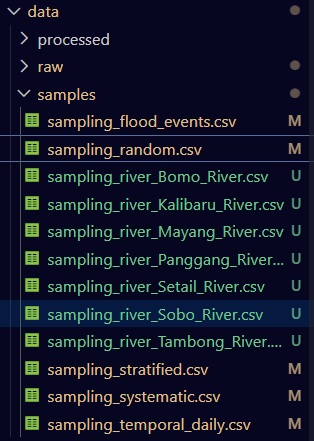 data
processed
raw
samples
sampling_flood_events.csv M
sampling_random.csv M
sampling_river_Bomo_River.csv U
sampling_river_Kalibaru_River.csv U
sampling_river_Mayang_River.csv U
sampling_river_Panggang_River... U
sampling_river_Setail_River.csv U
sampling_river_Sobo_River.csv U
sampling_river_Tambong_River.... U
sampling_stratified.csv M
sampling_systematic.csv M
sampling_temporal_daily.csv M